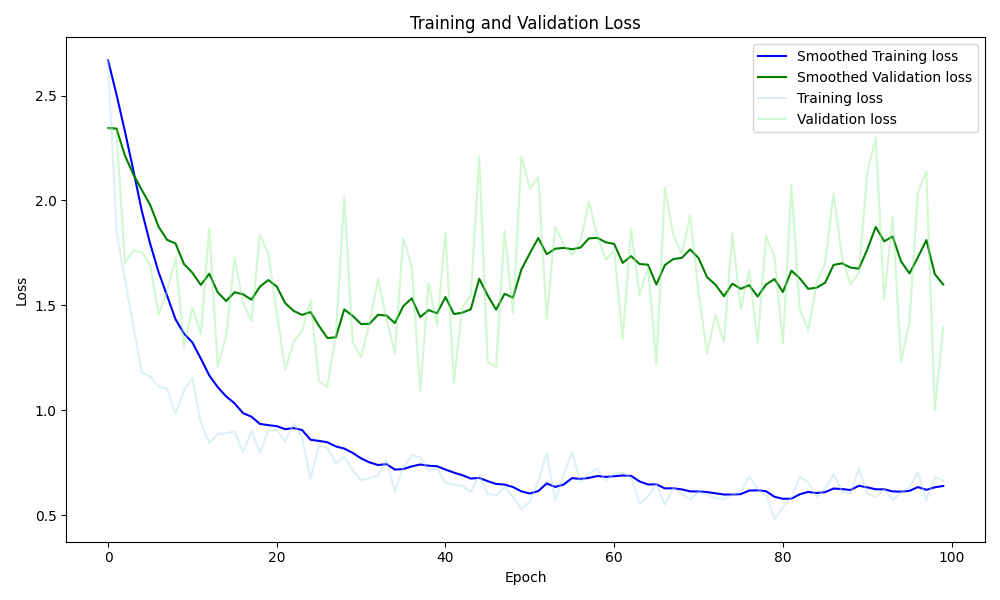 Training and Validation Loss
Smoothed Training loss
Smoothed Validation loss
Training loss
Validation loss
Loss
2.5
2.0
1.5
1.0
0.5
0
20
40
60
80
100
Epoch